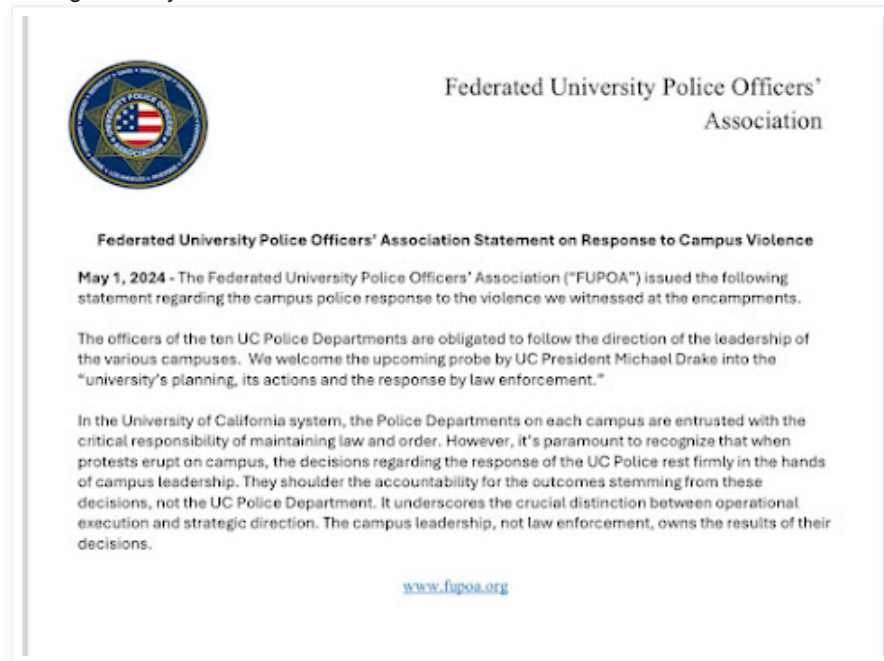 Federated University Police Officers'
Association
UNIVERSITY POLICE OFFICERS
ASSOCIATION
Federated University Police Officers' Association Statement on Response to Campus Violence
May 1, 2024 - The Federated University Police Officers' Association ("FUPOA") issued the following
statement regarding the campus police response to the violence we witnessed at the encampments.
The officers of the ten UC Police Departments are obligated to follow the direction of the leadership of
the various campuses. We welcome the upcoming probe by UC President Michael Drake into the
"university's planning, its actions and the response by law enforcement."
In the University of California system, the Police Departments on each campus are entrusted with the
critical responsibility of maintaining law and order. However, it's paramount to recognize that when
protests erupt on campus, the decisions regarding the response of the UC Police rest firmly in the hands
of campus leadership. They shoulder the accountability for the outcomes stemming from these
decisions, not the UC Police Department. It underscores the crucial distinction between operational
execution and strategic direction. The campus leadership, not law enforcement, owns the results of their
decisions.
www.fupoa.org